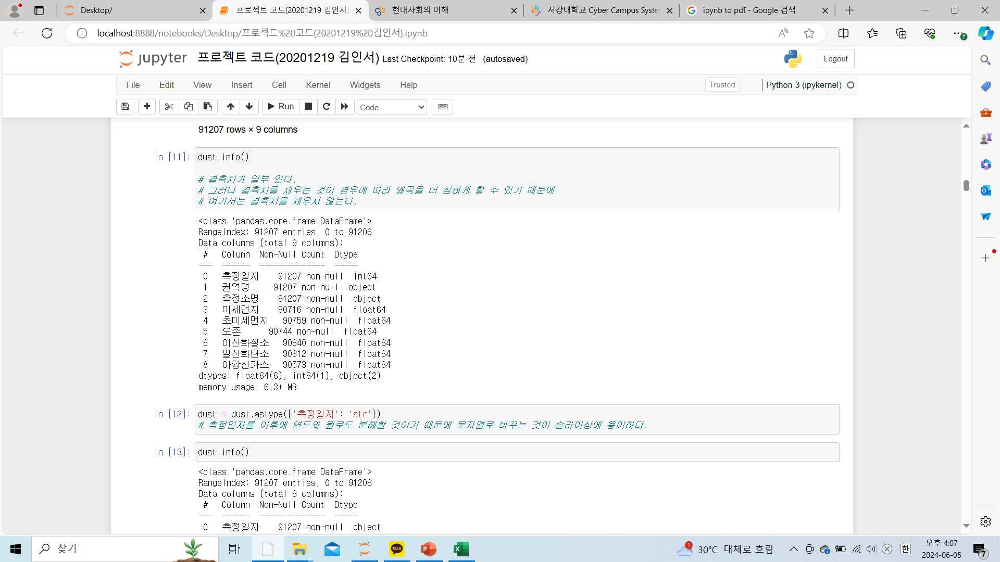 Desktop/
프로젝트 코드(20201219 김인서)
현대사회의 이해
서강대학교 Cyber Campus System
ipynb to pdf - Google 검색
localhost:8888/notebooks/Desktop/프로젝트%20코드(20201219%20김인서).ipynb
jupyter 프로젝트 코드(20201219 김인서) Last Checkpoint: 10분 전 (autosaved)
Logout
File Edit View Insert Cell Kernel Widgets Help
Trusted
Python 3 (ipykernel)
Run
Code
91207 rows × 9 columns
In [11]: dust.info()
# 결측치가 일부 있다.
# 그러나 결측치를 채우는 것이 경우에 따라 왜곡을 더 심하게 할 수 있기 때문에
# 여기서는 결측치를 채우지 않는다.
<class 'pandas.core.frame.DataFrame'>
RangeIndex: 91207 entries, 0 to 91206
Data columns (total 9 columns):
# Column Non-Null Count Dtype
--- ------ -------------- -----
0 측정일자 91207 non-null int64
1 권역명 91207 non-null object
2 측정소명 91207 non-null object
3 미세먼지 90716 non-null float64
4 초미세먼지 90759 non-null float64
5 오존 90744 non-null float64
6 이산화질소 90640 non-null float64
7 일산화탄소 90312 non-null float64
8 아황산가스 90573 non-null float64
dtypes: float64(6), int64(1), object(2)
memory usage: 6.3+ MB
In [12]: dust = dust.astype({'측정일자': 'str'})
# 측정일자를 이후에 연도와 월로도 분해할 것이기 때문에 문자열로 바꾸는 것이 슬라이싱에 용이하다.
In [13]: dust.info()
<class 'pandas.core.frame.DataFrame'>
RangeIndex: 91207 entries, 0 to 91206
Data columns (total 9 columns):
# Column Non-Null Count Dtype
--- ------ -------------- -----
0 측정일자 91207 non-null object
찾기
TALK
1
30°C 대체로 흐림
한
오후 4:07
2024-06-05
7